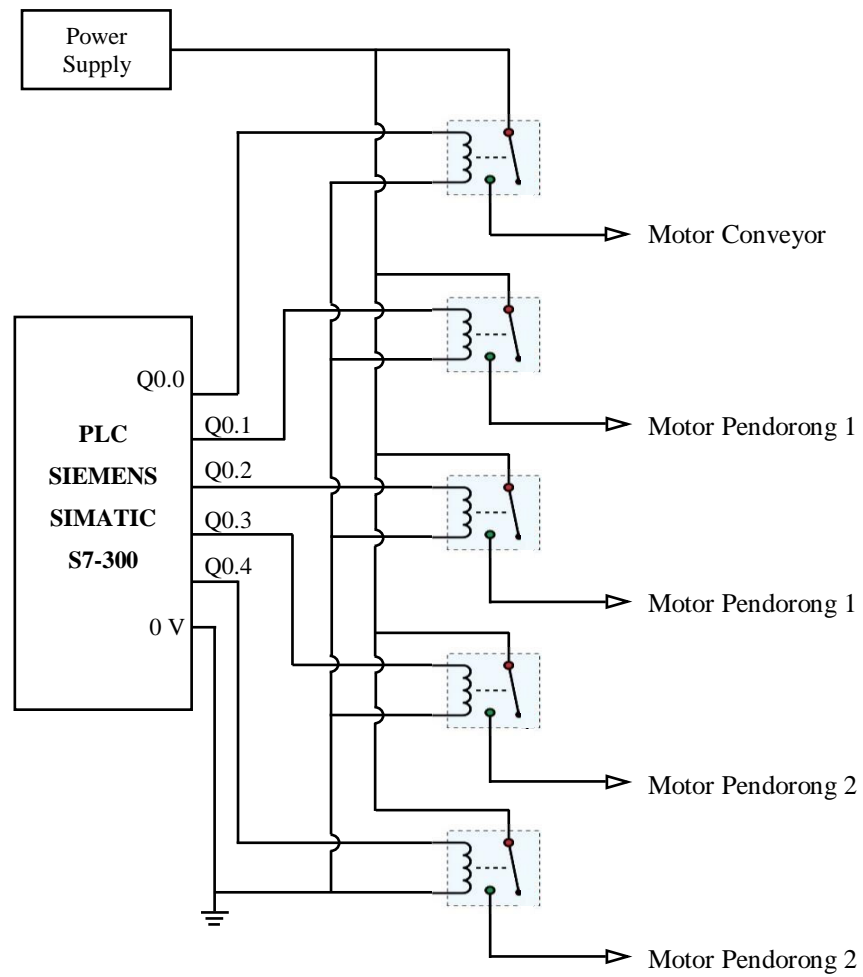 Power
Supply
Motor Conveyor
Motor Pendorong 1
Q0.0
Q0.1
PLC
SIEMENS
SIMATIC
S7-300
Q0.2
Q0.3
Q0.4
0 V
Motor Pendorong 1
Motor Pendorong 2
Motor Pendorong 2